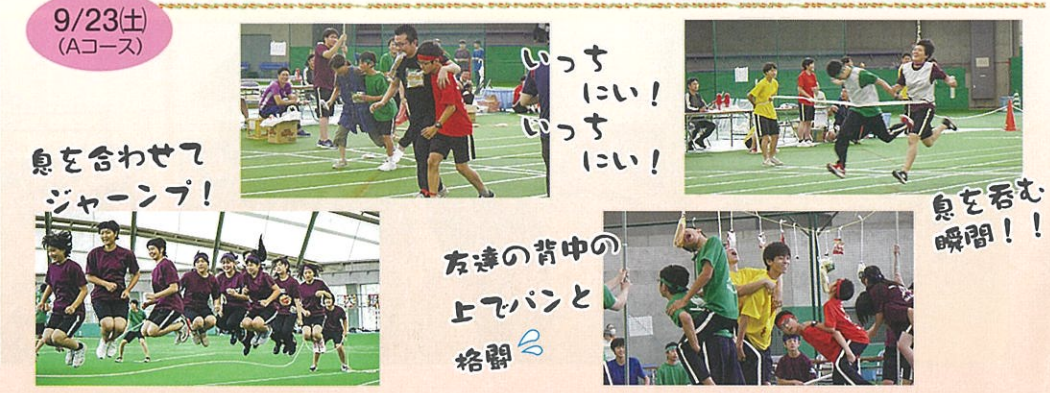 9/23(土)
(Aコース)
いっち
にい!
いっち
にい!
息を合わせて
ジャーンプ!
息を呑む
瞬間!!
友達の背中の
上でパンと
格闘